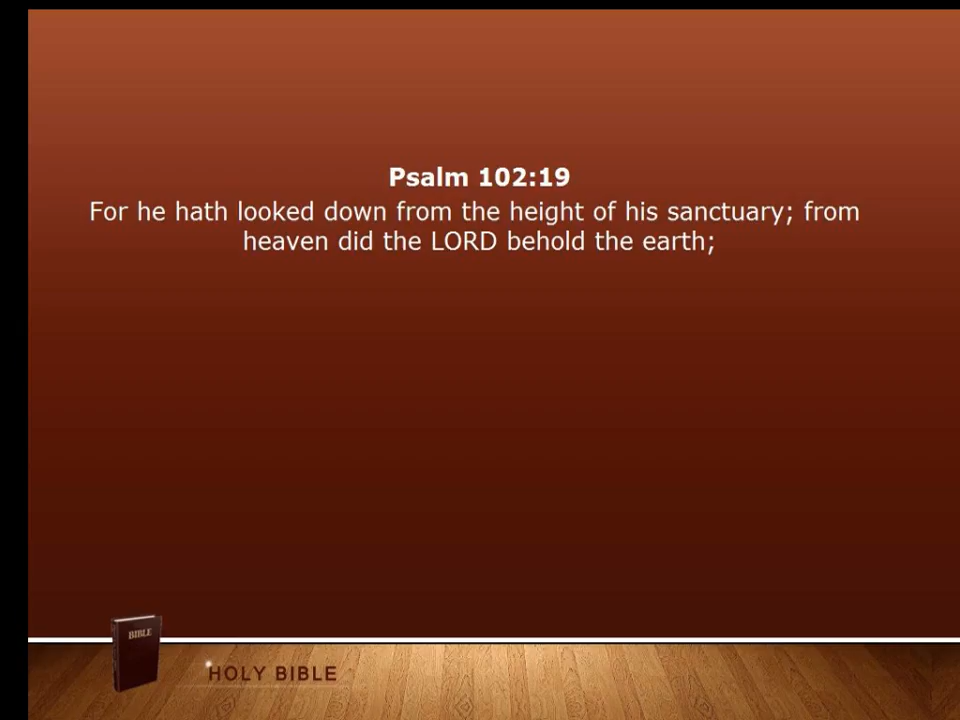 Psalm 102:19
For he hath looked down from the height of his sanctuary; from
heaven did the LORD behold the earth;
BIBLE
HOLY BIBLE